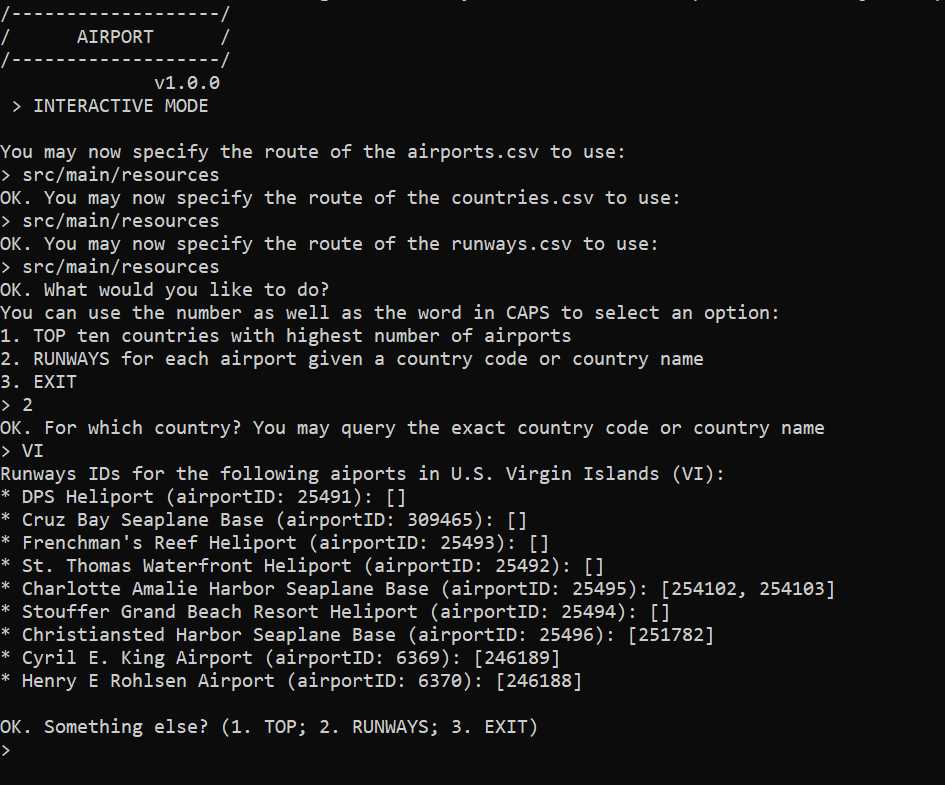 /-------------------/
/      AIRPORT      /
/-------------------/
              v1.0.0
 > INTERACTIVE MODE

You may now specify the route of the airports.csv to use:
> src/main/resources
OK. You may now specify the route of the countries.csv to use:
> src/main/resources
OK. You may now specify the route of the runways.csv to use:
> src/main/resources
OK. What would you like to do?
You can use the number as well as the word in CAPS to select an option:
1. TOP ten countries with highest number of airports
2. RUNWAYS for each airport given a country code or country name
3. EXIT
> 2
OK. For which country? You may query the exact country code or country name
> VI
Runways IDs for the following aiports in U.S. Virgin Islands (VI):
* DPS Heliport (airportID: 25491): []
* Cruz Bay Seaplane Base (airportID: 309465): []
* Frenchman's Reef Heliport (airportID: 25493): []
* St. Thomas Waterfront Heliport (airportID: 25492): []
* Charlotte Amalie Harbor Seaplane Base (airportID: 25495): [254102, 254103]
* Stouffer Grand Beach Resort Heliport (airportID: 25494): []
* Christiansted Harbor Seaplane Base (airportID: 25496): [251782]
* Cyril E. King Airport (airportID: 6369): [246189]
* Henry E Rohlsen Airport (airportID: 6370): [246188]

OK. Something else? (1. TOP; 2. RUNWAYS; 3. EXIT)
>